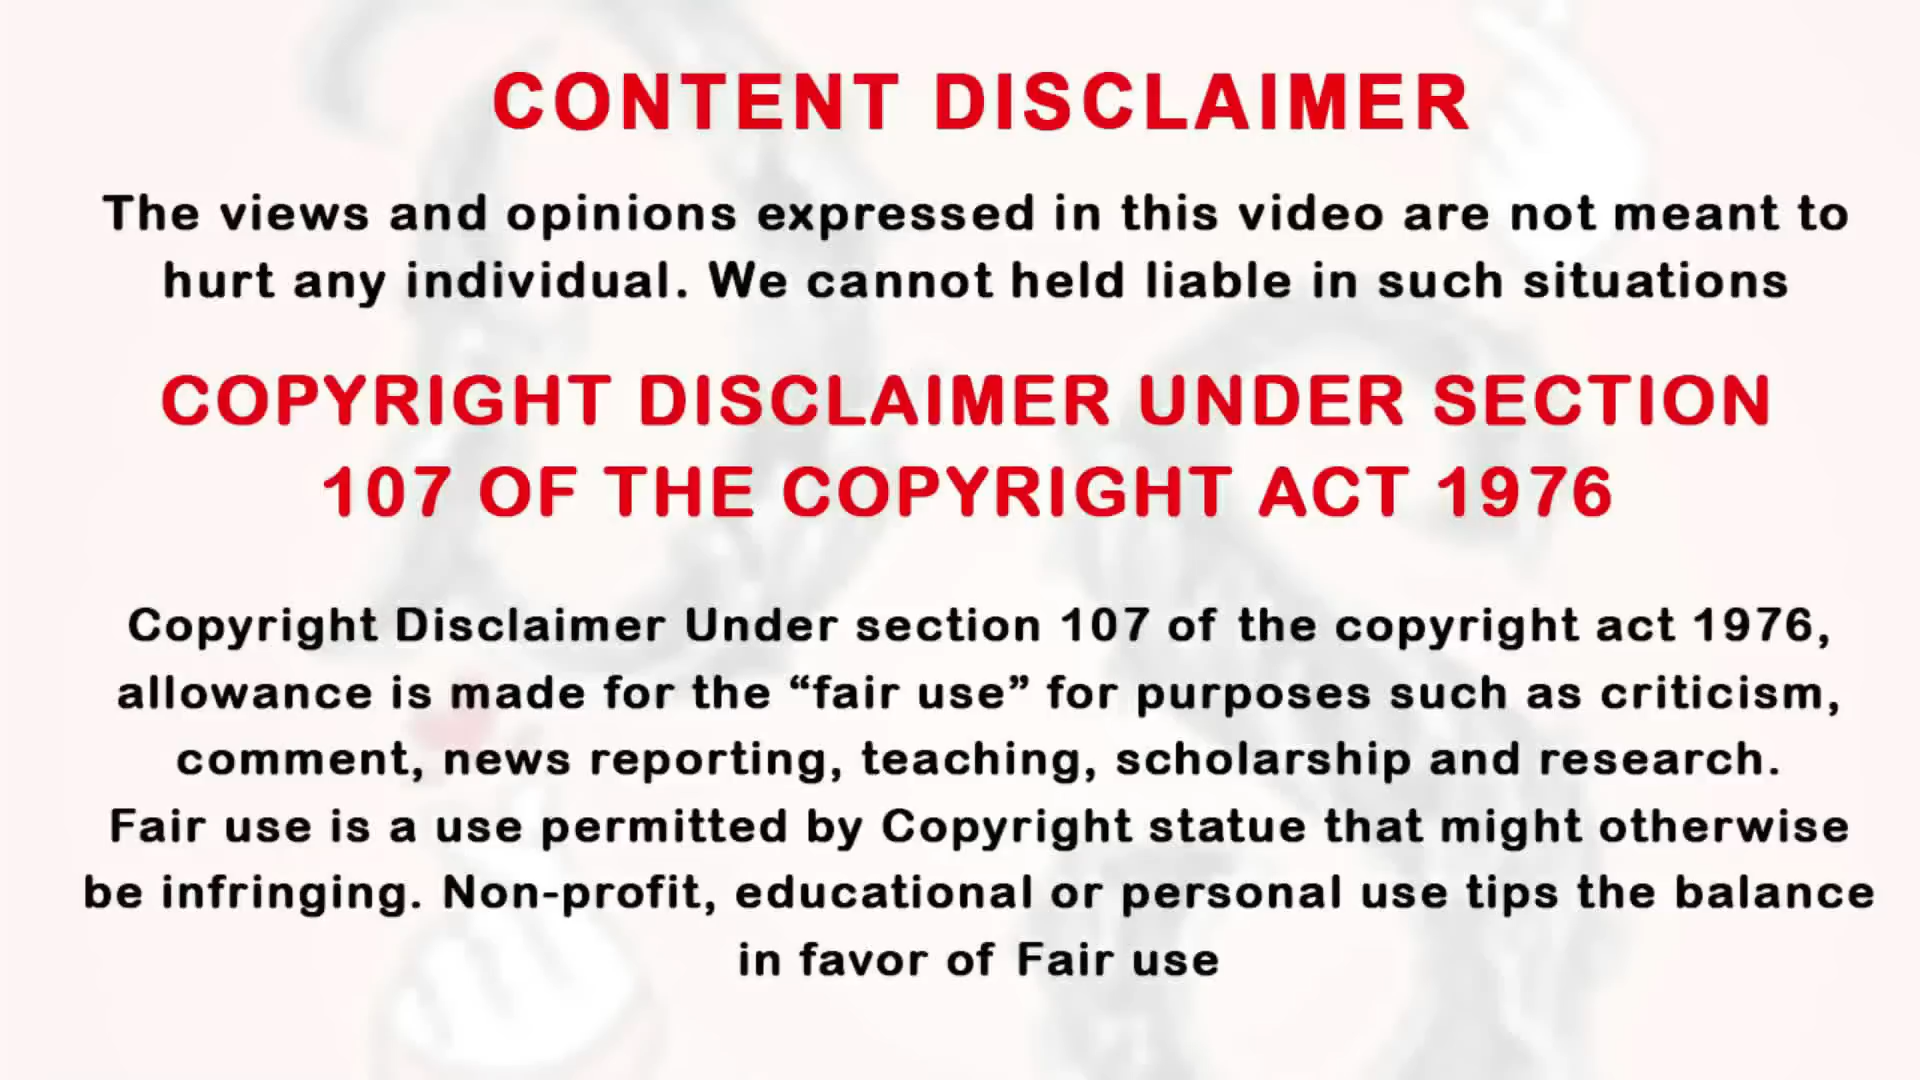 CONTENT DISCLAIMER
The views and opinions expressed in this video are not meant to
hurt any individual. We cannot held liable in such situations
COPYRIGHT DISCLAIMER UNDER SECTION
107 OF THE COPYRIGHT ACT 1976
Copyright Disclaimer Under section 107 of the copyright act 1976,
allowance is made for the “fair use” for purposes such as criticism,
comment, news reporting, teaching, scholarship and research.
Fair use is a use permitted by Copyright statue that might otherwise
be infringing. Non-profit, educational or personal use tips the balance
in favor of Fair use